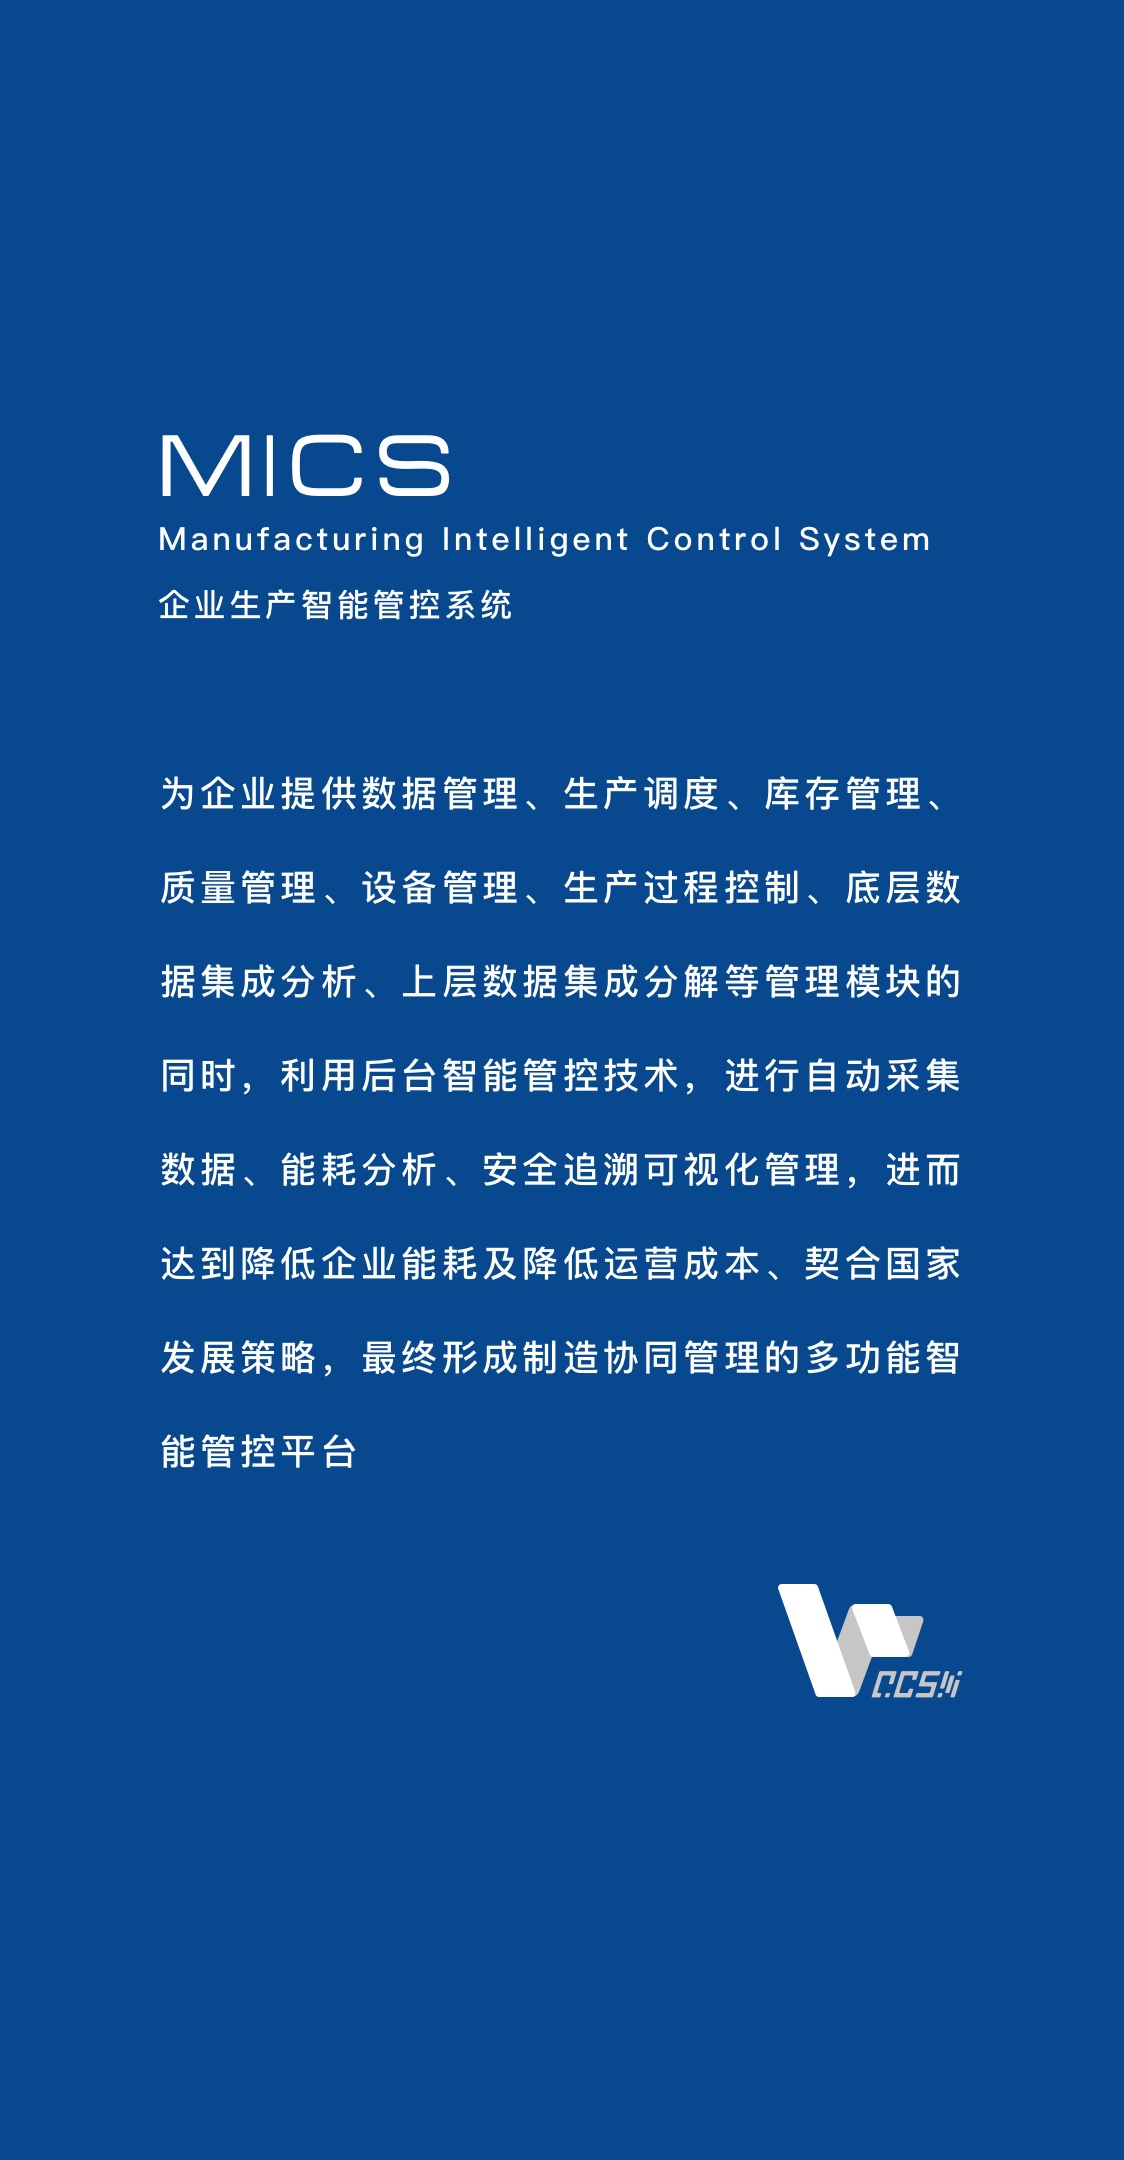 MICS
Manufacturing Intelligent Control System
企业生产智能管控系统
为企业提供数据管理、生产调度、库存管理、
质量管理、设备管理、生产过程控制、底层数
据集成分析、上层数据集成分解等管理模块的
同时，利用后台智能管控技术，进行自动采集
数据、能耗分析、安全追溯可视化管理，进而
达到降低企业能耗及降低运营成本、契合国家
发展策略，最终形成制造协同管理的多功能智
能管控平台